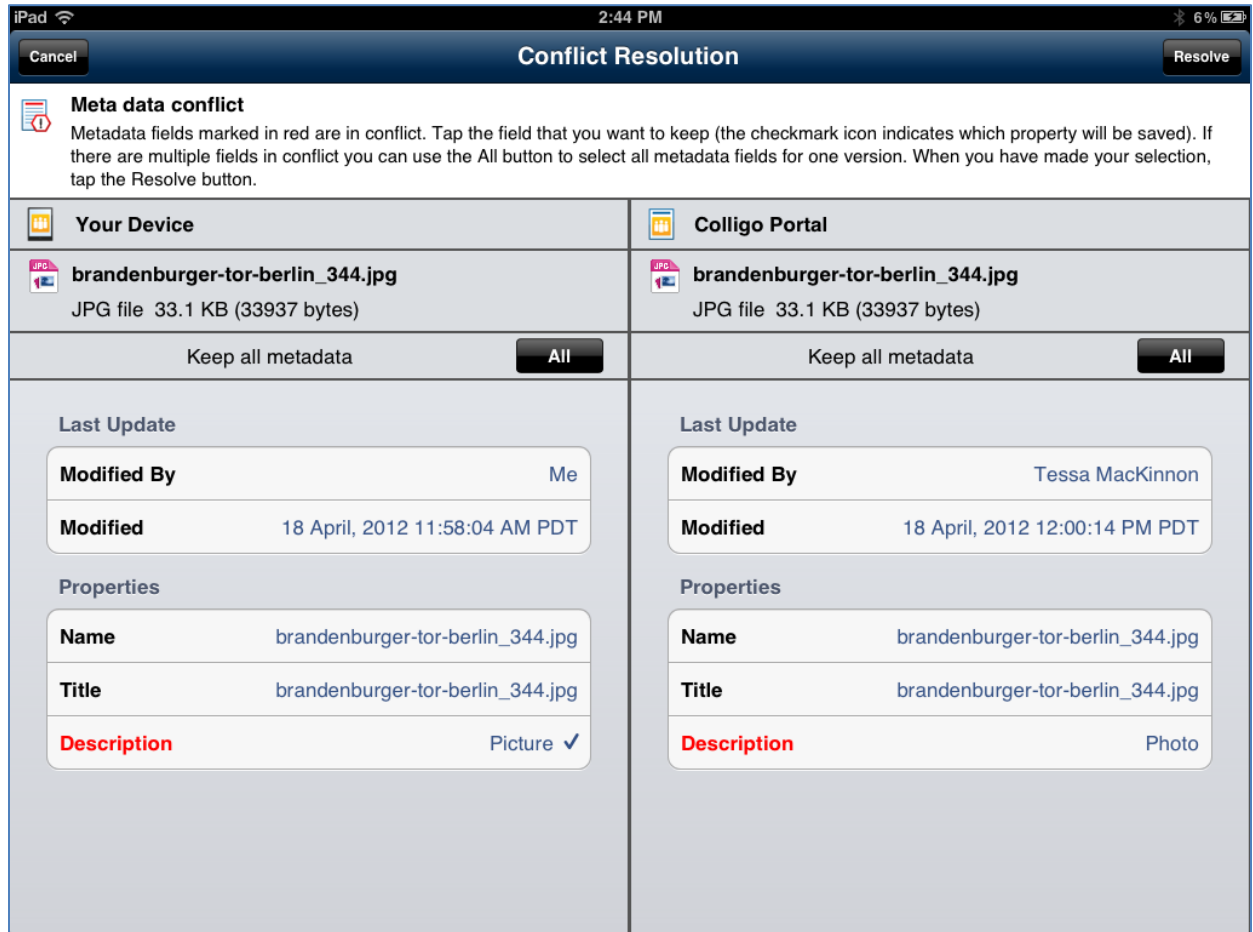 iPad 2:44 PM 6%
Cancel Conflict Resolution Resolve
Meta data conflict
Metadata fields marked in red are in conflict. Tap the field that you want to keep (the checkmark icon indicates which property will be saved). If
there are multiple fields in conflict you can use the All button to select all metadata fields for one version. When you have made your selection,
tap the Resolve button.
Your Device
JPG
brandenburger-tor-berlin_344.jpg
JPG file 33.1 KB (33937 bytes)
Keep all metadata All
Last Update
Modified By Me
Modified 18 April, 2012 11:58:04 AM PDT
Properties
Name brandenburger-tor-berlin_344.jpg
Title brandenburger-tor-berlin_344.jpg
Description Picture ✓
Colligo Portal
JPG
brandenburger-tor-berlin_344.jpg
JPG file 33.1 KB (33937 bytes)
Keep all metadata All
Last Update
Modified By Tessa MacKinnon
Modified 18 April, 2012 12:00:14 PM PDT
Properties
Name brandenburger-tor-berlin_344.jpg
Title brandenburger-tor-berlin_344.jpg
Description Photo